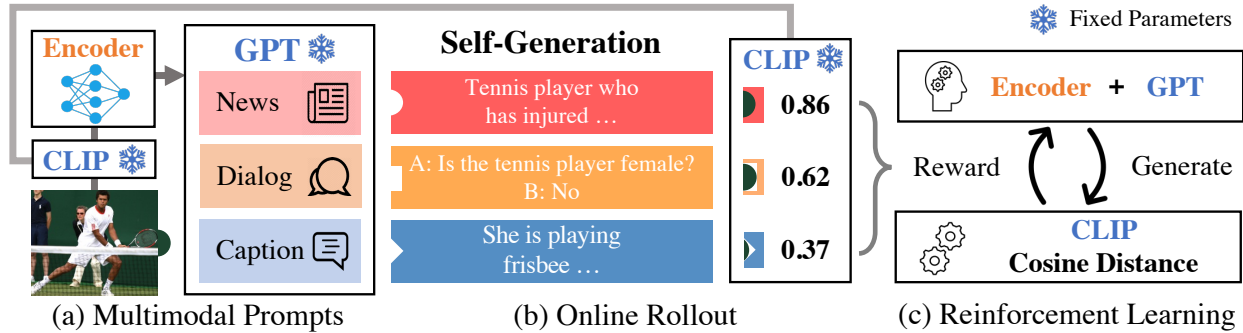 Encoder
CLIP
(a) Multimodal Prompts
GPT
News
Dialog
Caption
Self-Generation
Tennis player who
has injured …
A: Is the tennis player female?
B: No
She is playing
frisbee …
(b) Online Rollout
CLIP
0.86
0.62
0.37
Fixed Parameters
Encoder + GPT
Reward
Generate
CLIP
Cosine Distance
(c) Reinforcement Learning